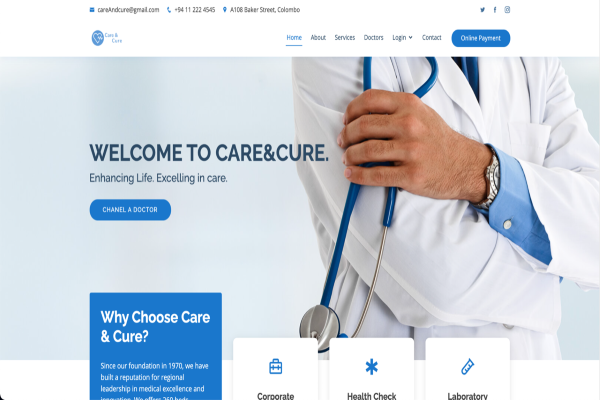 careAndcure@gmail.com +94 11 222 4545 A108 Baker Street, Colombo
Care &
Cure
Home About Services Doctors Login Contact Online Payment
WELCOME TO CARE&CURE.
Enhancing Life. Excelling in care.
CHANEL A DOCTOR
Why Choose Care
& Cure?
Since our foundation in 1970, we have
built a reputation for regional
leadership in medical excellence and
innovation. We offers 250 beds
Corporate Health Check Laboratory